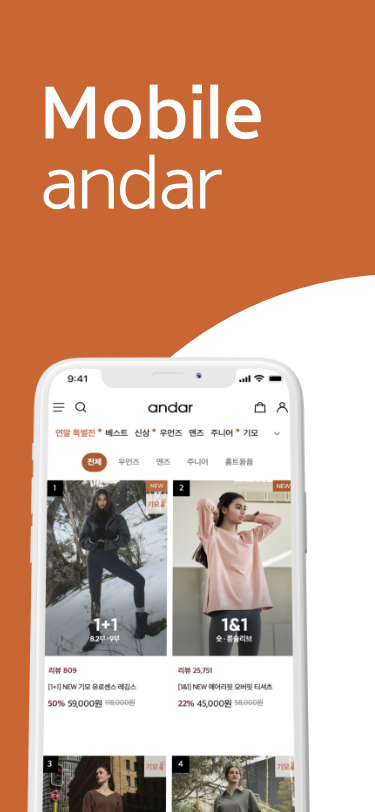 Mobile
andar
9:41
andar
연말 특별전 베스트 신상 우먼즈 맨즈 주니어 기모
전체 우먼즈 맨즈 주니어 홈트용품
1 NEW
기모
2 NEW
1+1
8.2부·9부
1&1
숏·롱슬리브
리뷰 809
[1+1] NEW 기모 유로센스 레깅스
50% 59,000원 118,000원
리뷰 25,751
[1&1] NEW 에어리핏 오버핏 티셔츠
22% 45,000원 58,000원
3 기모
4 기모